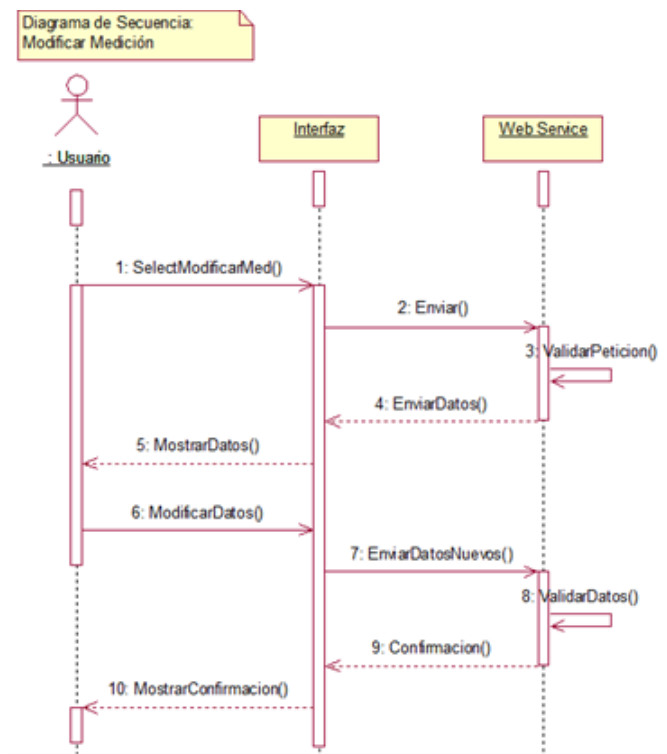 Diagrama de Secuencia:
Modificar Medición
: Usuario
Interfaz
Web Service
1: SelectModificarMed()
2: Enviar()
3: ValidarPeticion()
4: EnviarDatos()
5: MostrarDatos()
6: ModificarDatos()
7: EnviarDatosNuevos()
8: ValidarDatos()
9: Confirmacion()
10: MostrarConfirmacion()